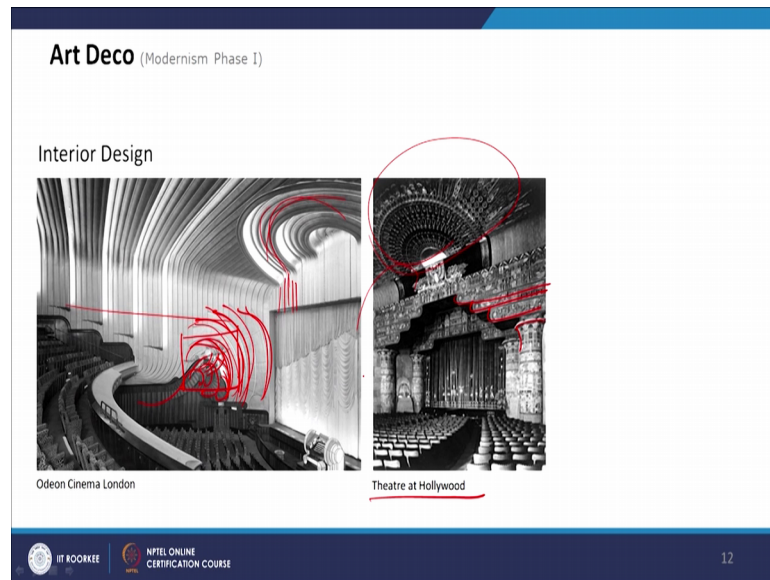 Art Deco (Modernism Phase I)
Interior Design
Odeon Cinema London
Theatre at Hollywood
IIT ROORKEE
NPTEL ONLINE
CERTIFICATION COURSE
12